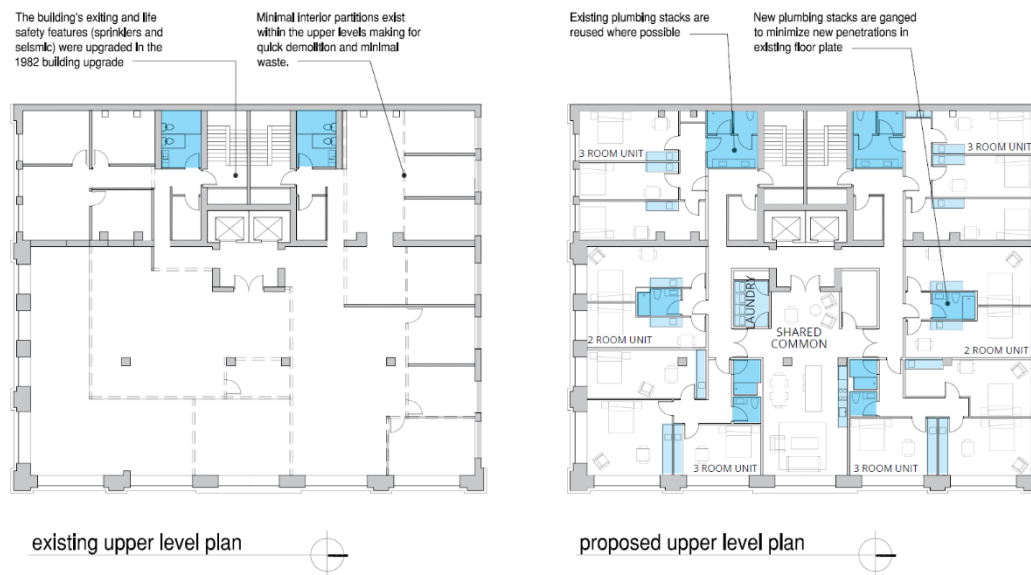 The building's exiting and life
safety features (sprinklers and
seismic) were upgraded in the
1982 building upgrade
Minimal interior partitions exist
within the upper levels making for
quick demolition and minimal
waste.
Existing plumbing stacks are
reused where possible
New plumbing stacks are ganged
to minimize new penetrations in
existing floor plate
3 ROOM UNIT
3 ROOM UNIT
LAUNDRY
SHARED
COMMON
2 ROOM UNIT
2 ROOM UNIT
3 ROOM UNIT
3 ROOM UNIT
existing upper level plan
proposed upper level plan